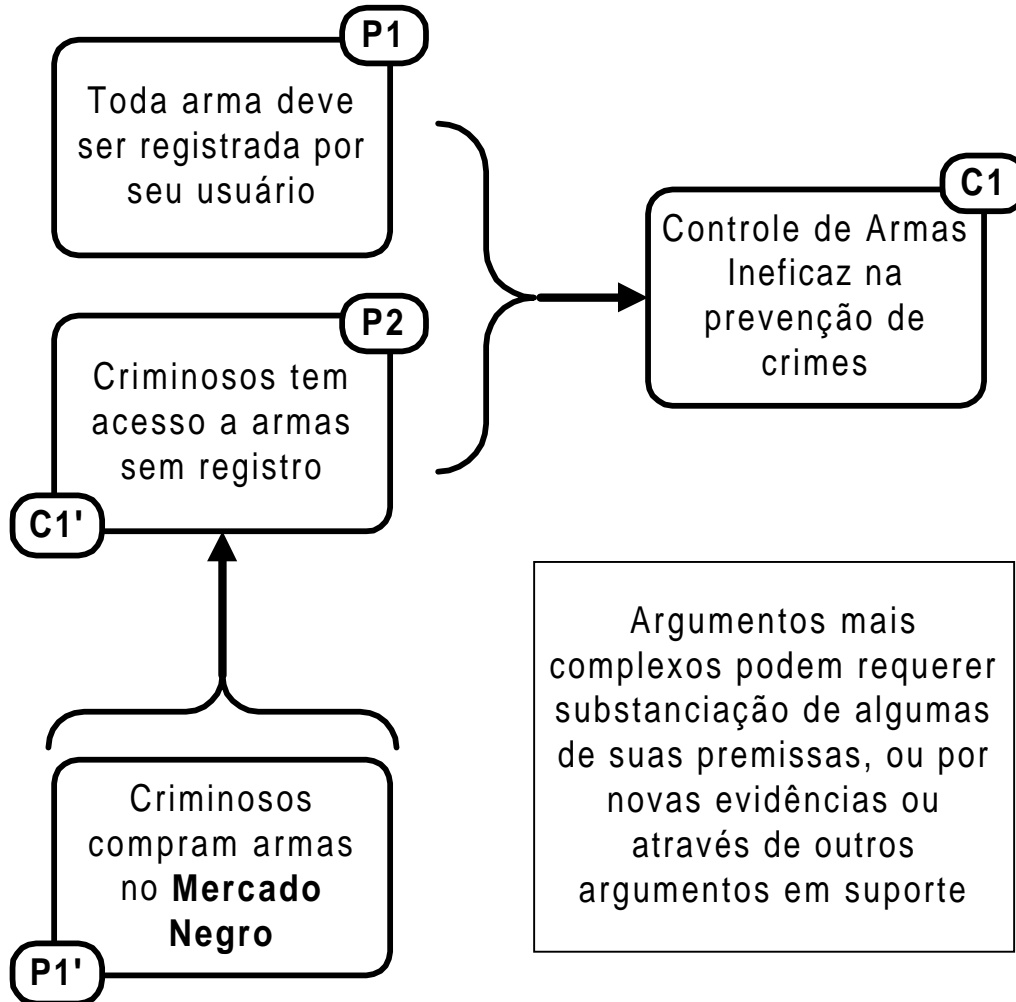 P1
Toda arma deve
ser registrada por
seu usuário
P2
Criminosos tem
acesso a armas
sem registro
C1'
C1
Controle de Armas
Ineficaz na
prevenção de
crimes
Criminosos
compram armas
no Mercado
Negro
P1'
Argumentos mais
complexos podem requerer
substanciação de algumas
de suas premissas, ou por
novas evidências ou
através de outros
argumentos em suporte